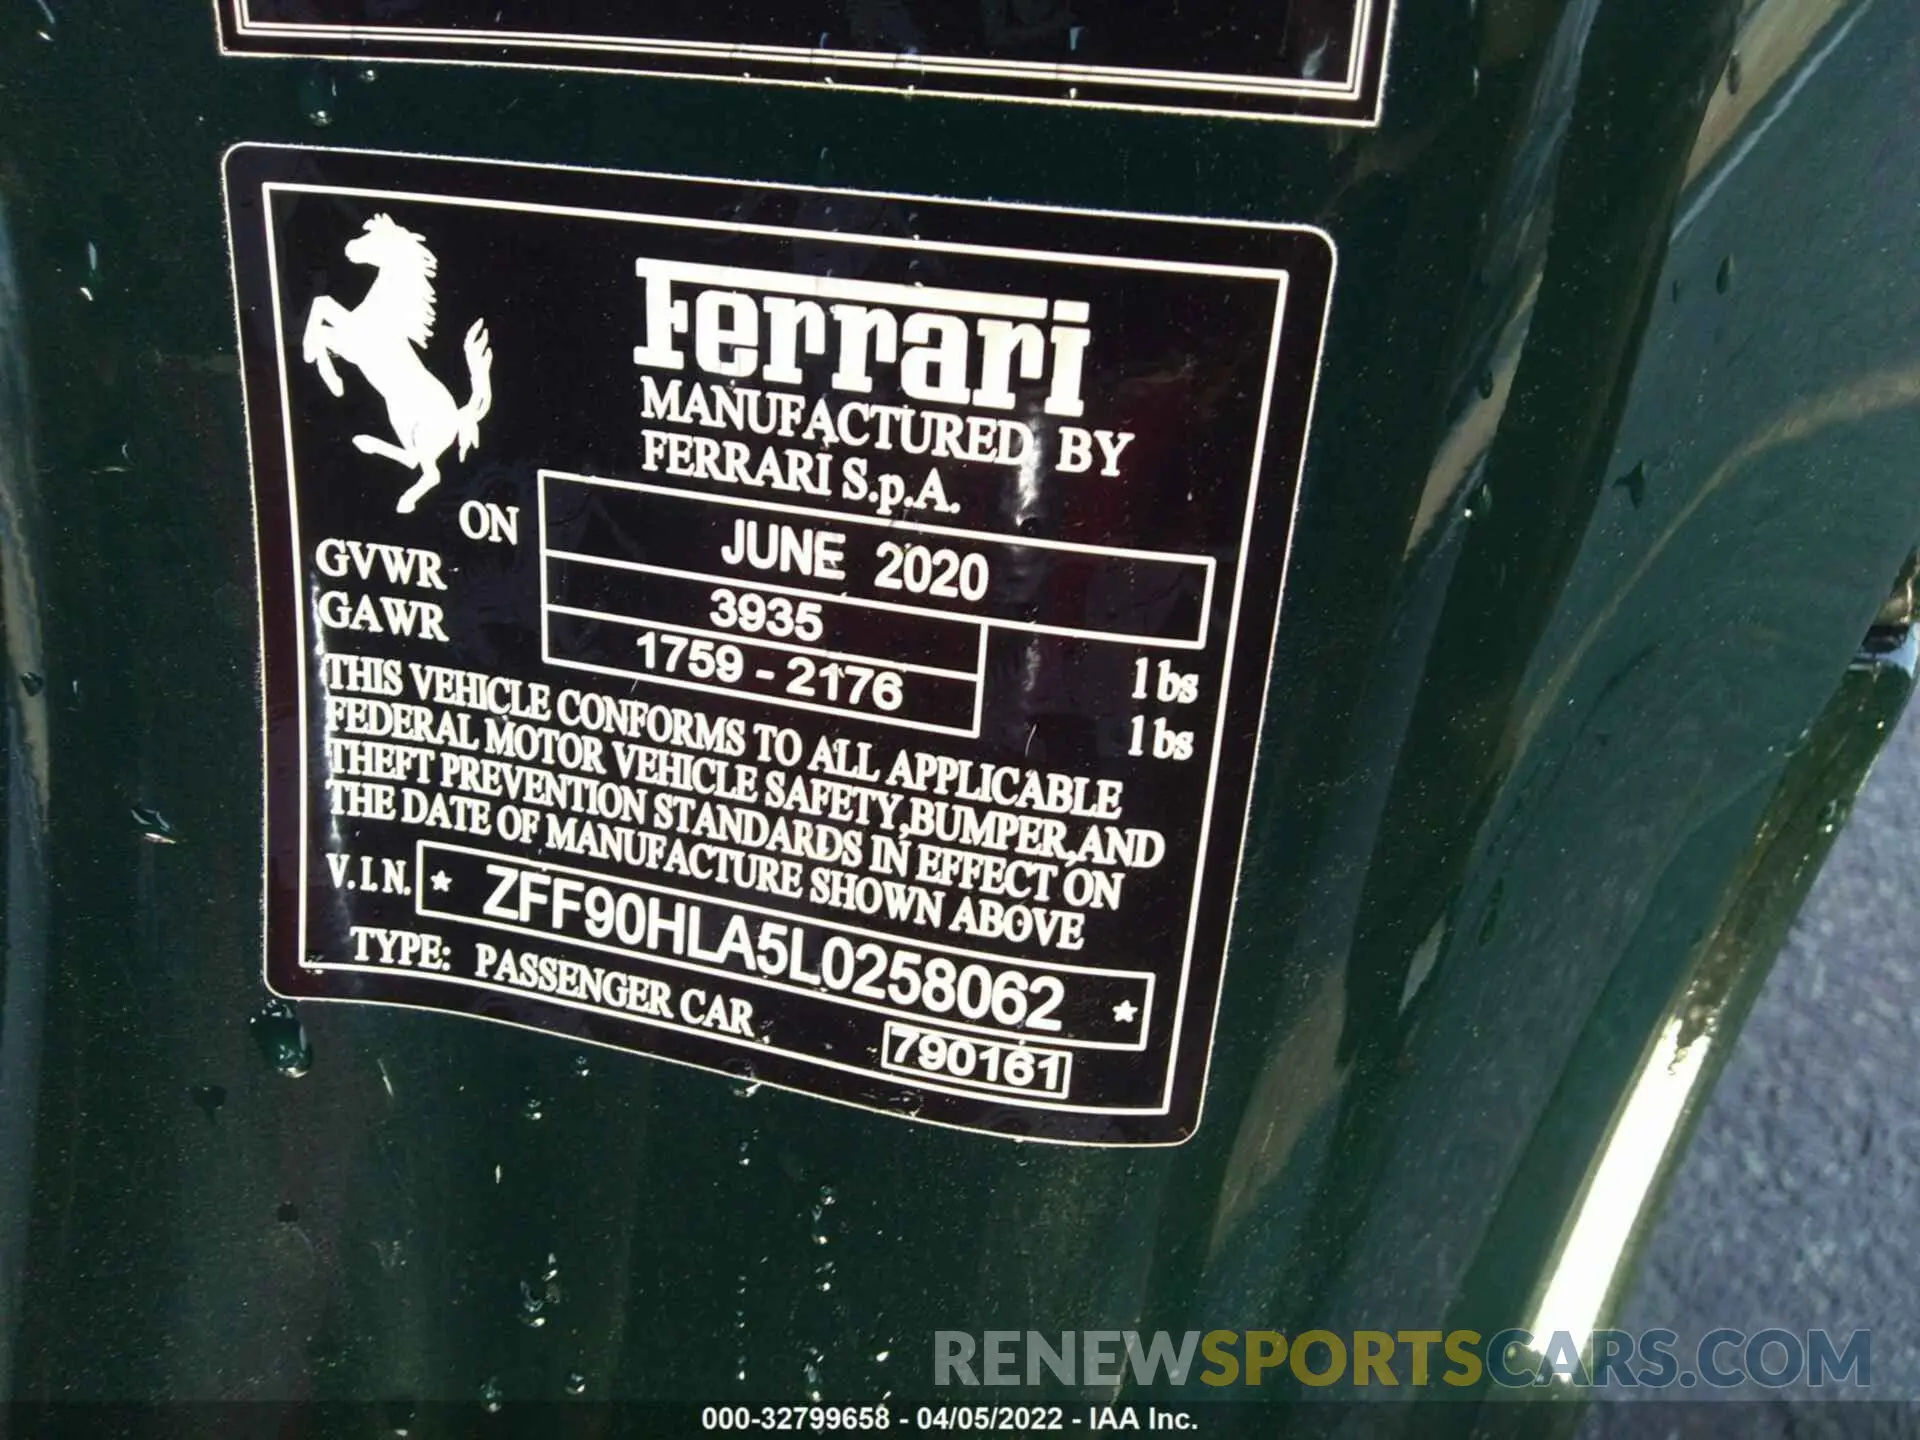 Ferrari
MANUFACTURED BY
FERRARI S.p.A.
ON JUNE 2020
GVWR 3935 lbs
GAWR 1759 - 2176 lbs
THIS VEHICLE CONFORMS TO ALL APPLICABLE
FEDERAL MOTOR VEHICLE SAFETY,BUMPER,AND
THEFT PREVENTION STANDARDS IN EFFECT ON
THE DATE OF MANUFACTURE SHOWN ABOVE
V.I.N. * ZFF90HLA5L0258062 *
TYPE: PASSENGER CAR
790161
RENEWSPORTSCARS.COM
000-32799658 - 04/05/2022 - IAA Inc.